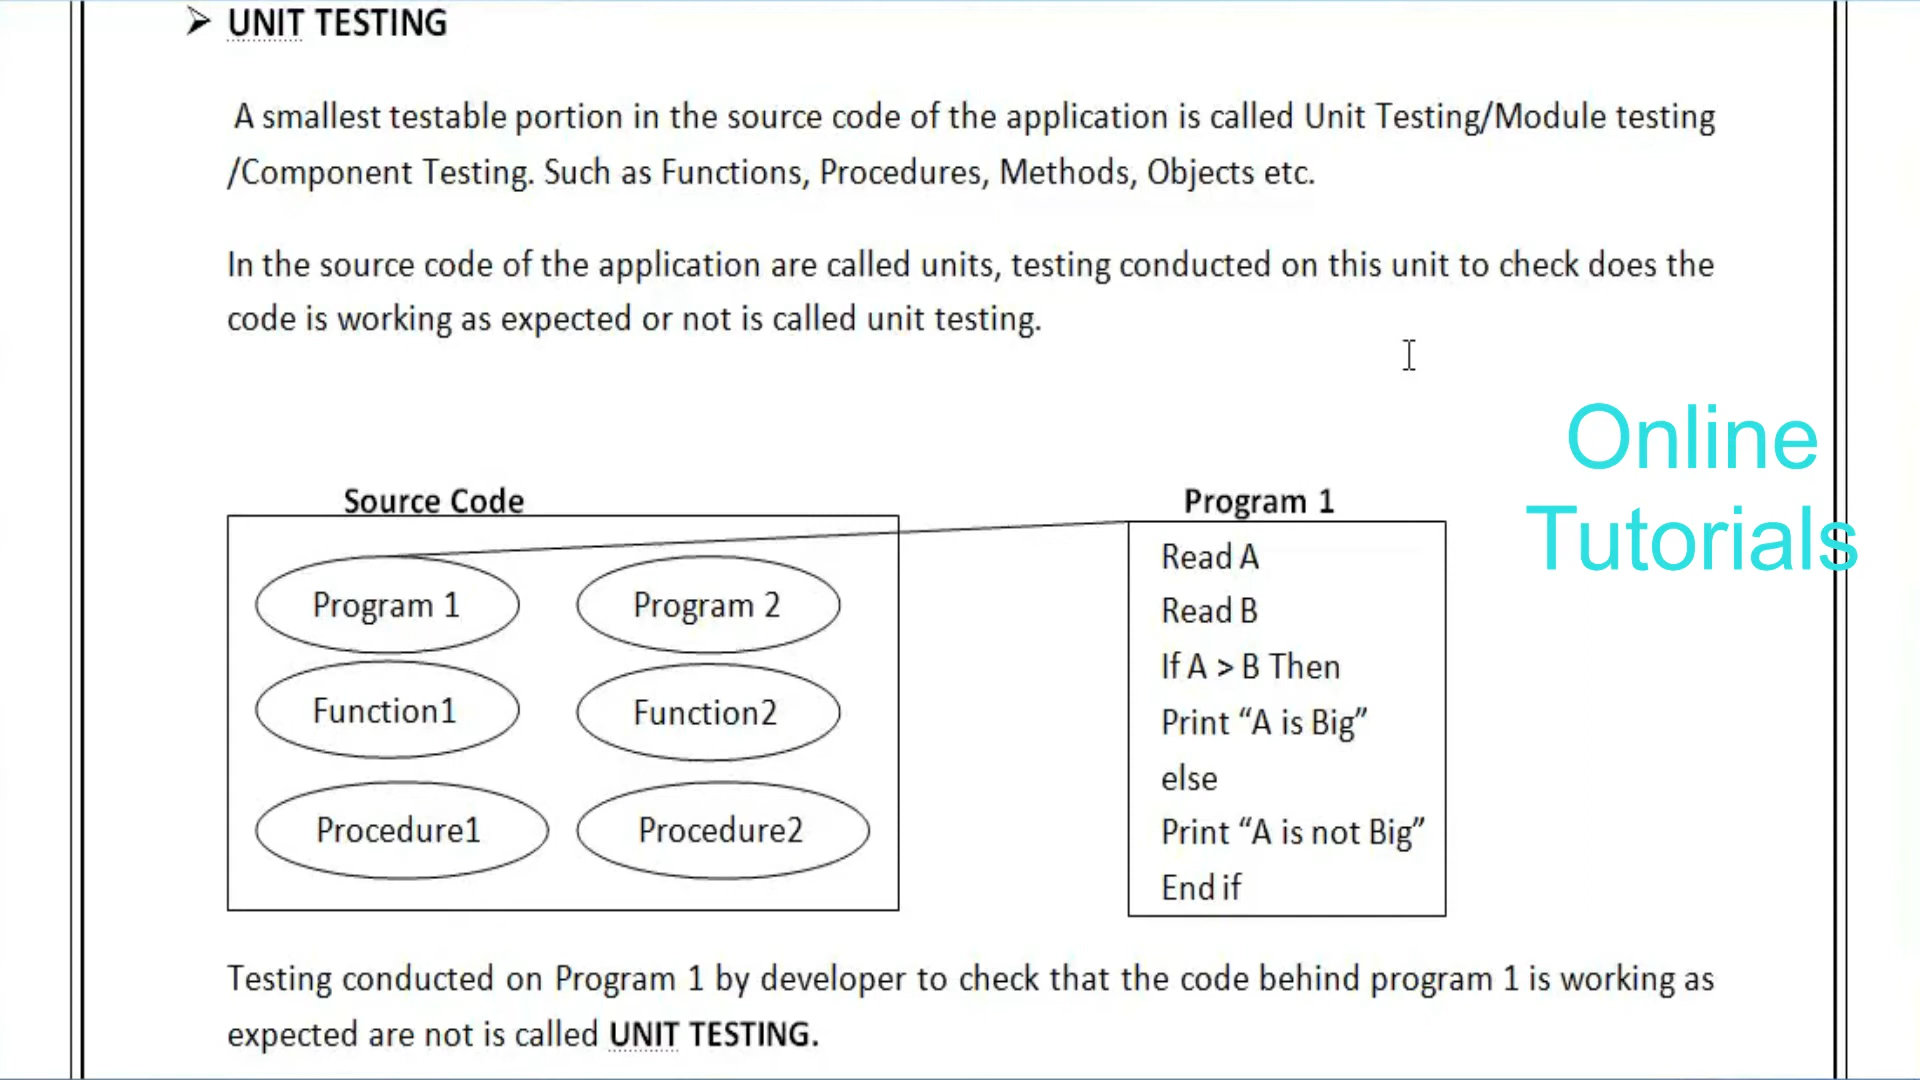 ➢ UNIT TESTING
A smallest testable portion in the source code of the application is called Unit Testing/Module testing
/Component Testing. Such as Functions, Procedures, Methods, Objects etc.
In the source code of the application are called units, testing conducted on this unit to check does the
code is working as expected or not is called unit testing.
Online
Tutorials
Source Code
Program 1
Program 2
Function1
Function2
Procedure1
Procedure2
Program 1
Read A
Read B
If A > B Then
Print “A is Big”
else
Print “A is not Big”
End if
Testing conducted on Program 1 by developer to check that the code behind program 1 is working as
expected are not is called UNIT TESTING.